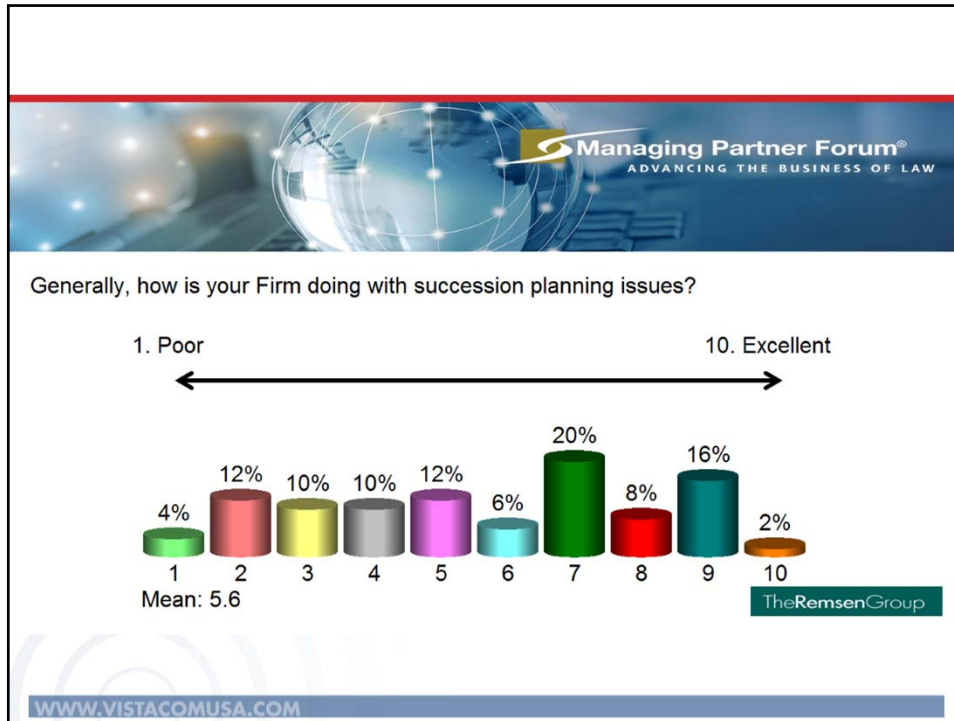 Managing Partner Forum®
ADVANCING THE BUSINESS OF LAW
Generally, how is your Firm doing with succession planning issues?
1. Poor 10. Excellent
4% 12% 10% 10% 12% 6% 20% 8% 16% 2%
1 2 3 4 5 6 7 8 9 10
Mean: 5.6
TheRemsenGroup
WWW.VISTACOMUSA.COM